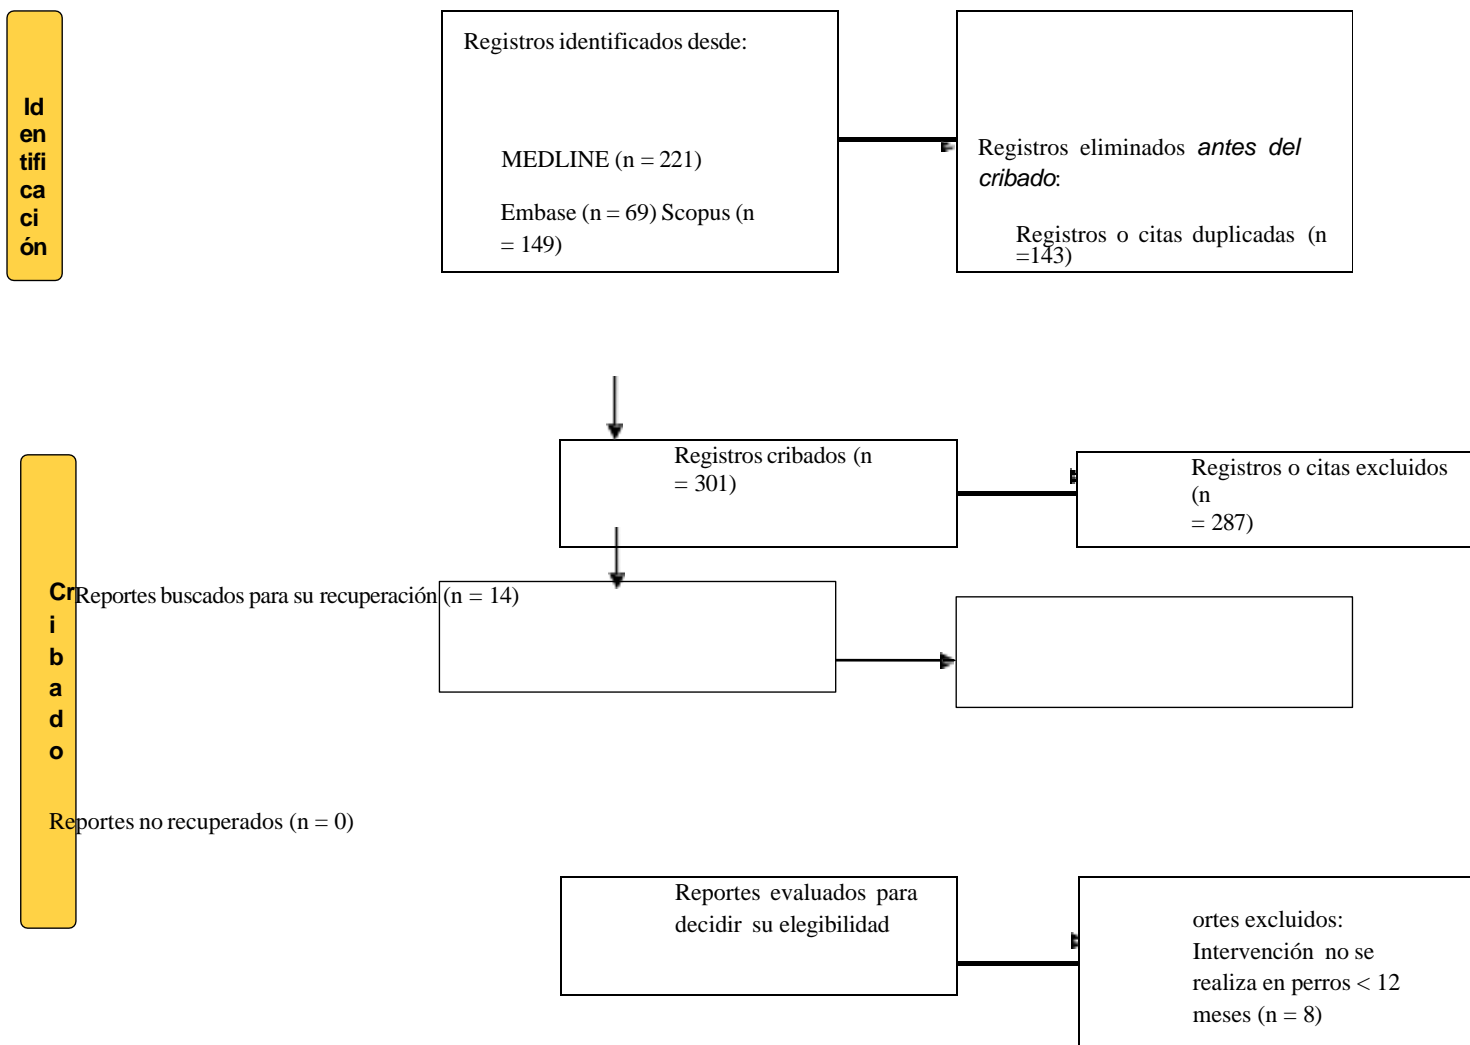 Id
en
tifi
ca
ci
ón
Registros identificados desde:
MEDLINE (n = 221)
Embase (n = 69) Scopus (n
= 149)
Registros eliminados antes del
cribado:
Registros o citas duplicadas (n
=143)
Registros cribados (n
= 301)
Registros o citas excluidos
(n
= 287)
Cr
i
b
a
d
o
Reportes buscados para su recuperación (n = 14)
Reportes no recuperados (n = 0)
Reportes evaluados para
decidir su elegibilidad
ortes excluidos:
Intervención no se
realiza en perros < 12
meses (n = 8)